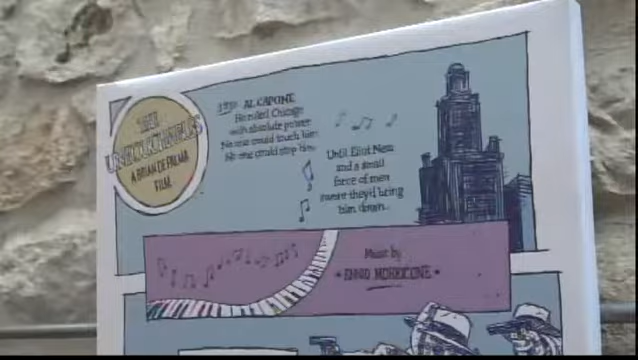 THE
UNTOUCHABLES
A BRIAN DE PALMA
FILM
1930. AL CAPONE
He ruled Chicago
with absolute power
No one could touch him
No one could stop him
Until Eliot Ness
and a small
force of men
swore they'd bring
him down...
Music by
• ENNIO MORRICONE •